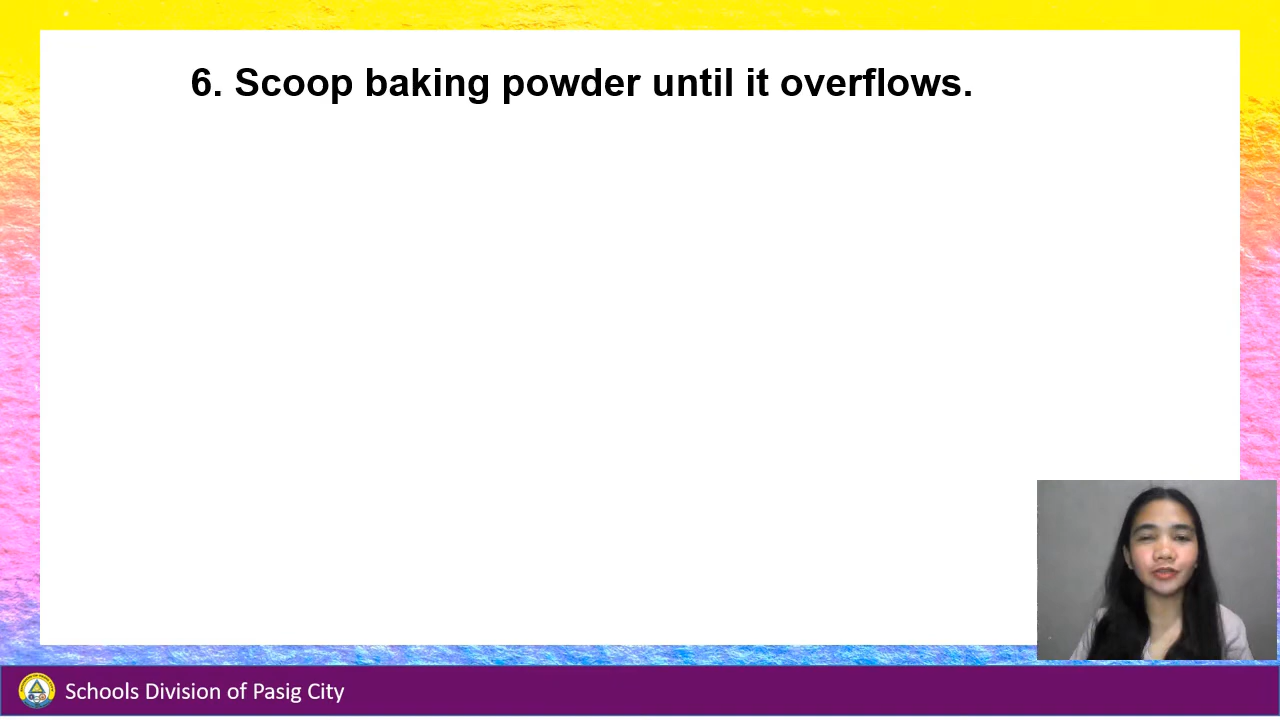 6. Scoop baking powder until it overflows.
Schools Division of Pasig City